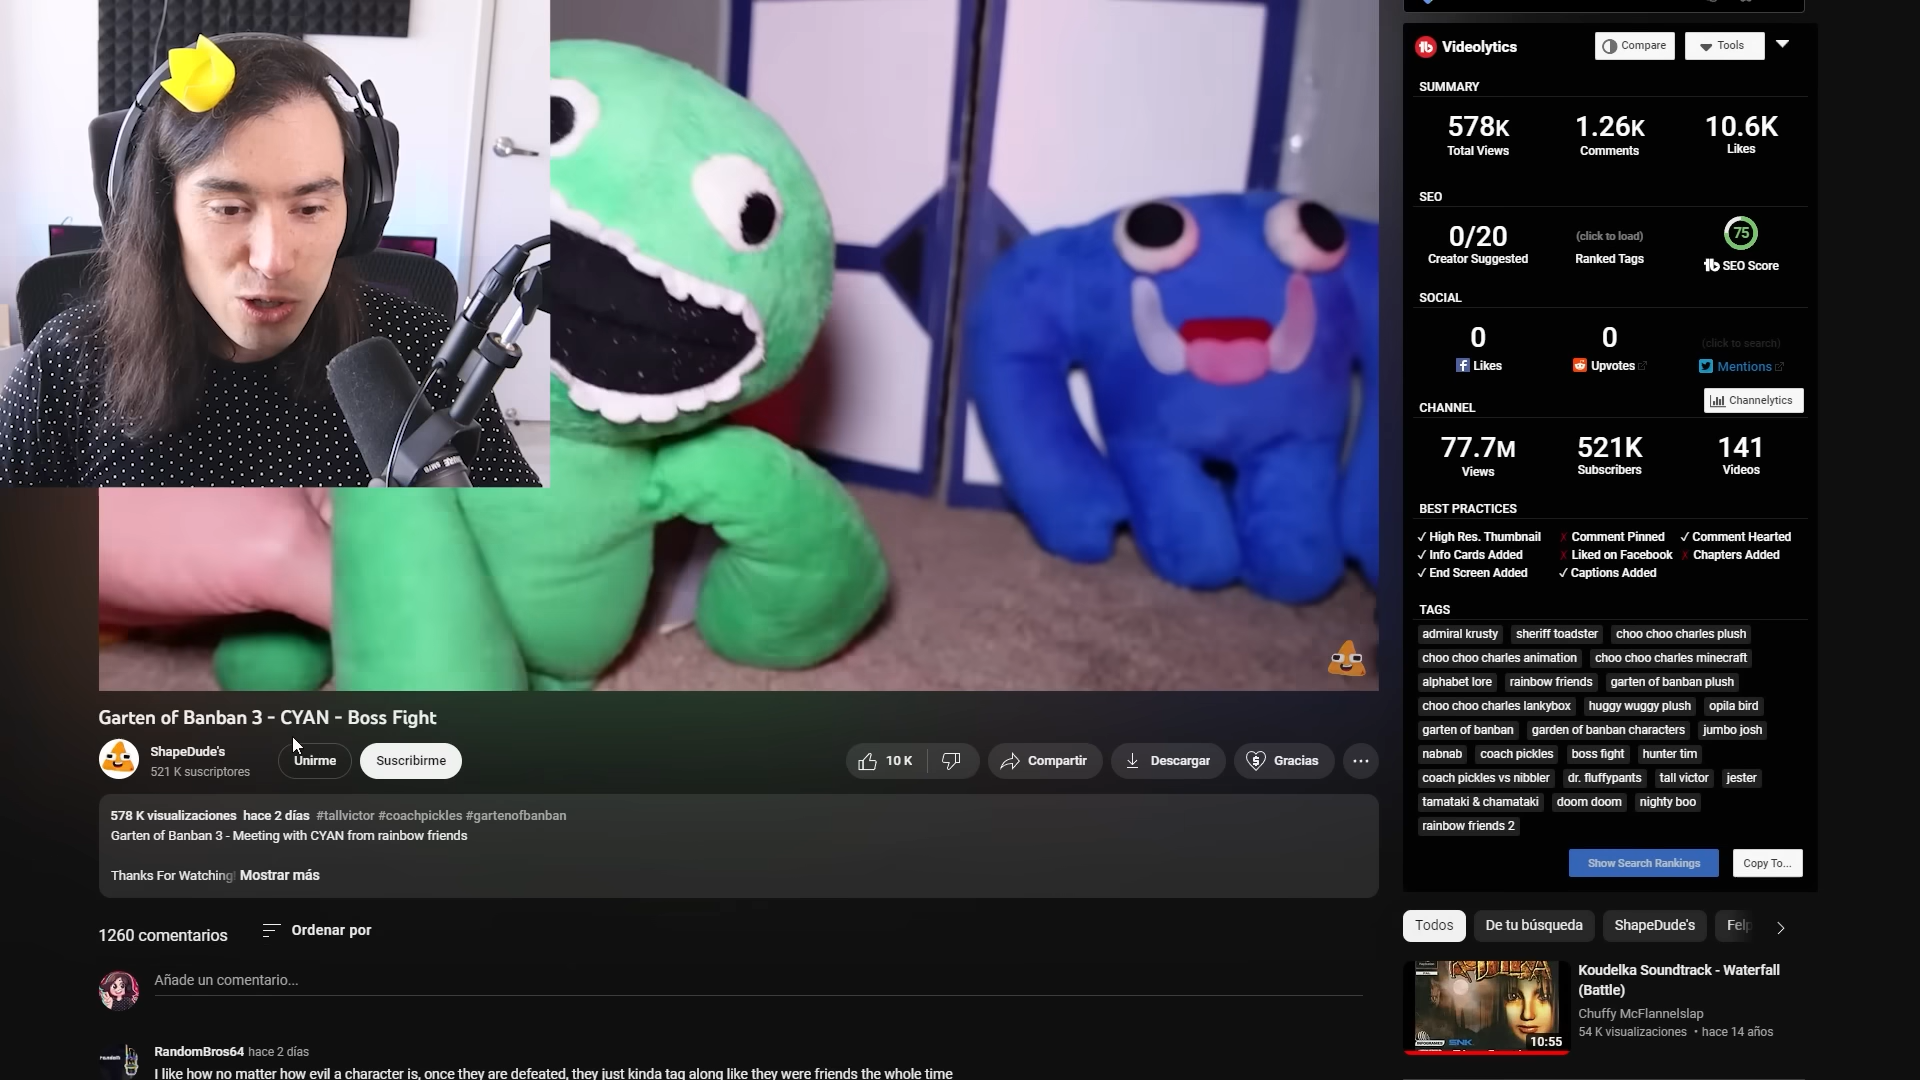 Garten of Banban 3 - CYAN - Boss Fight
ShapeDude's
521 K suscriptores
Unirme
Suscribirme
10 K
Compartir
Descargar
Gracias
578 K visualizaciones hace 2 días #tallvictor #coachpickles #gartenofbanban
Garten of Banban 3 - Meeting with CYAN from rainbow friends
Thanks For Watching Mostrar más
1260 comentarios
Ordenar por
Añade un comentario...
RandomBros64 hace 2 días
I like how no matter how evil a character is, once they are defeated, they just kinda tag along like they were friends the whole time
Videolytics
Compare
Tools
SUMMARY
578K 1.26K 10.6K
Total Views Comments Likes
SEO
0/20 (click to load) 75
Creator Suggested Ranked Tags SEO Score
SOCIAL
0 0 (click to search)
Likes Upvotes Mentions
Channelytics
CHANNEL
77.7M 521K 141
Views Subscribers Videos
BEST PRACTICES
✓ High Res. Thumbnail ✗ Comment Pinned ✓ Comment Hearted
✓ Info Cards Added ✗ Liked on Facebook ✗ Chapters Added
✓ End Screen Added ✓ Captions Added
TAGS
admiral krusty sheriff toadster choo choo charles plush
choo choo charles animation choo choo charles minecraft
alphabet lore rainbow friends garten of banban plush
choo choo charles lankybox huggy wuggy plush opila bird
garten of banban garden of banban characters jumbo josh
nabnab coach pickles boss fight hunter tim
coach pickles vs nibbler dr. fluffypants tall victor jester
tamataki & chamataki doom doom nighty boo
rainbow friends 2
Show Search Rankings
Copy To...
Todos De tu búsqueda ShapeDude's Felp
Koudelka Soundtrack - Waterfall
(Battle)
Chuffy McFlannelslap
54 K visualizaciones • hace 14 años
SNK
10:55